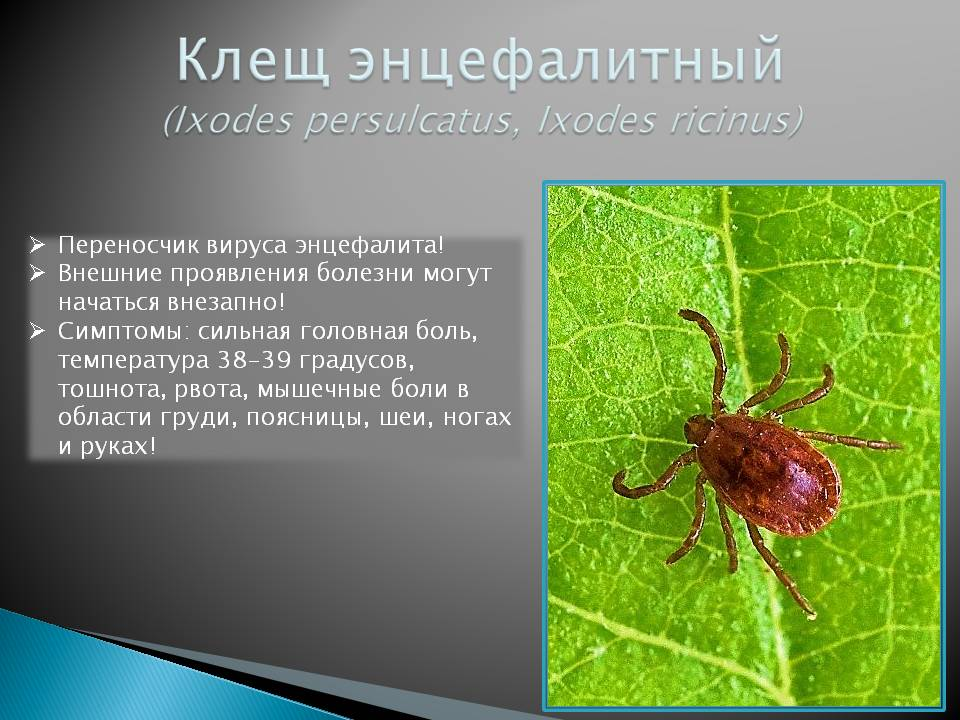 Клещ энцефалитный
(Ixodes persulcatus, Ixodes ricinus)
➢ Переносчик вируса энцефалита!
➢ Внешние проявления болезни могут
начаться внезапно!
➢ Симптомы: сильная головная боль,
температура 38-39 градусов,
тошнота, рвота, мышечные боли в
области груди, поясницы, шеи, ногах
и руках!